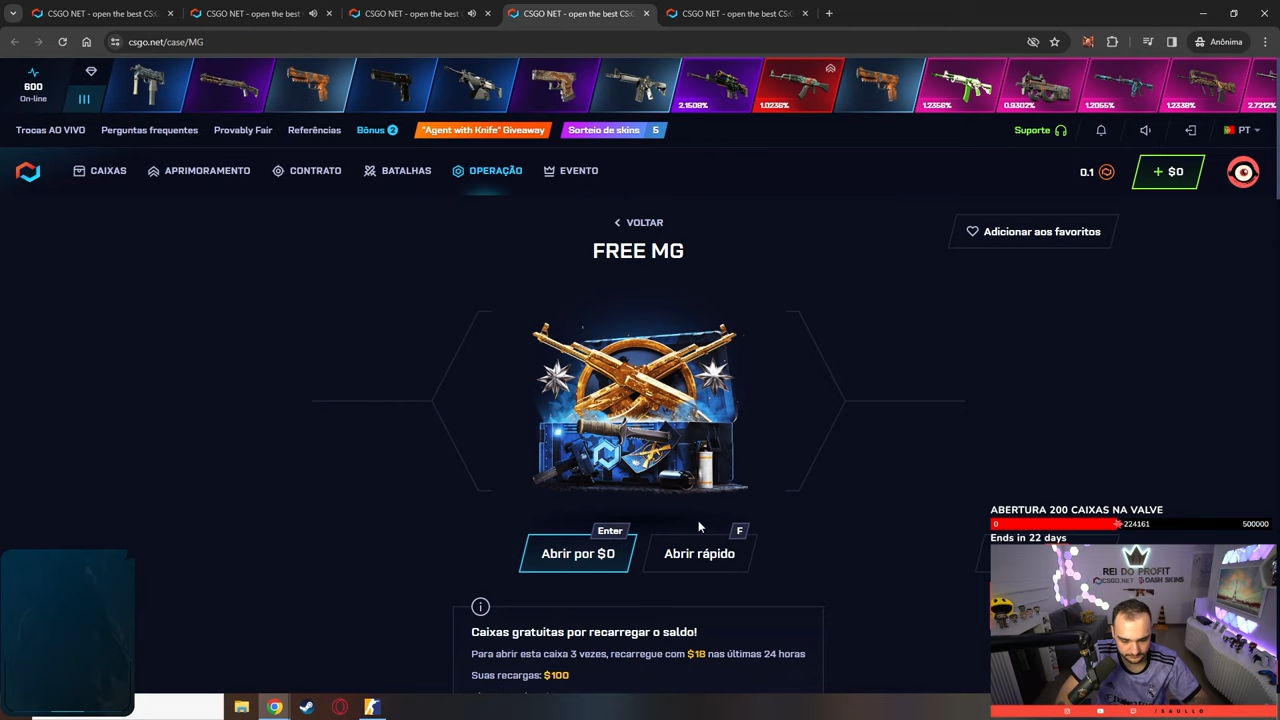 CSGO NET - open the best
CSGO NET - open the best
CSGO NET - open the best
CSGO NET - open the best CS:G
CSGO NET - open the best CS:G
csgo.net/case/MG
Anônima
600
On-line
2.1508%
1.0236%
1.2356%
0.9302%
1.2055%
1.2338%
2.7212%
Trocas AO VIVO
Perguntas frequentes
Provably Fair
Referências
Bônus 2
"Agent with Knife" Giveaway
Sorteio de skins 5
Suporte
PT
CAIXAS
APRIMORAMENTO
CONTRATO
BATALHAS
OPERAÇÃO
EVENTO
0.1
+ $0
VOLTAR
FREE MG
Adicionar aos favoritos
Enter
F
Abrir por $0
Abrir rápido
Caixas gratuitas por recarregar o saldo!
Para abrir esta caixa 3 vezes, recarregue com $18 nas últimas 24 horas
Suas recargas: $100
ABERTURA 200 CAIXAS NA VALVE
0 224161 500000
Ends in 22 days
REI DO PROFIT
CSGO.NET DASH SKINS
/SAULLO